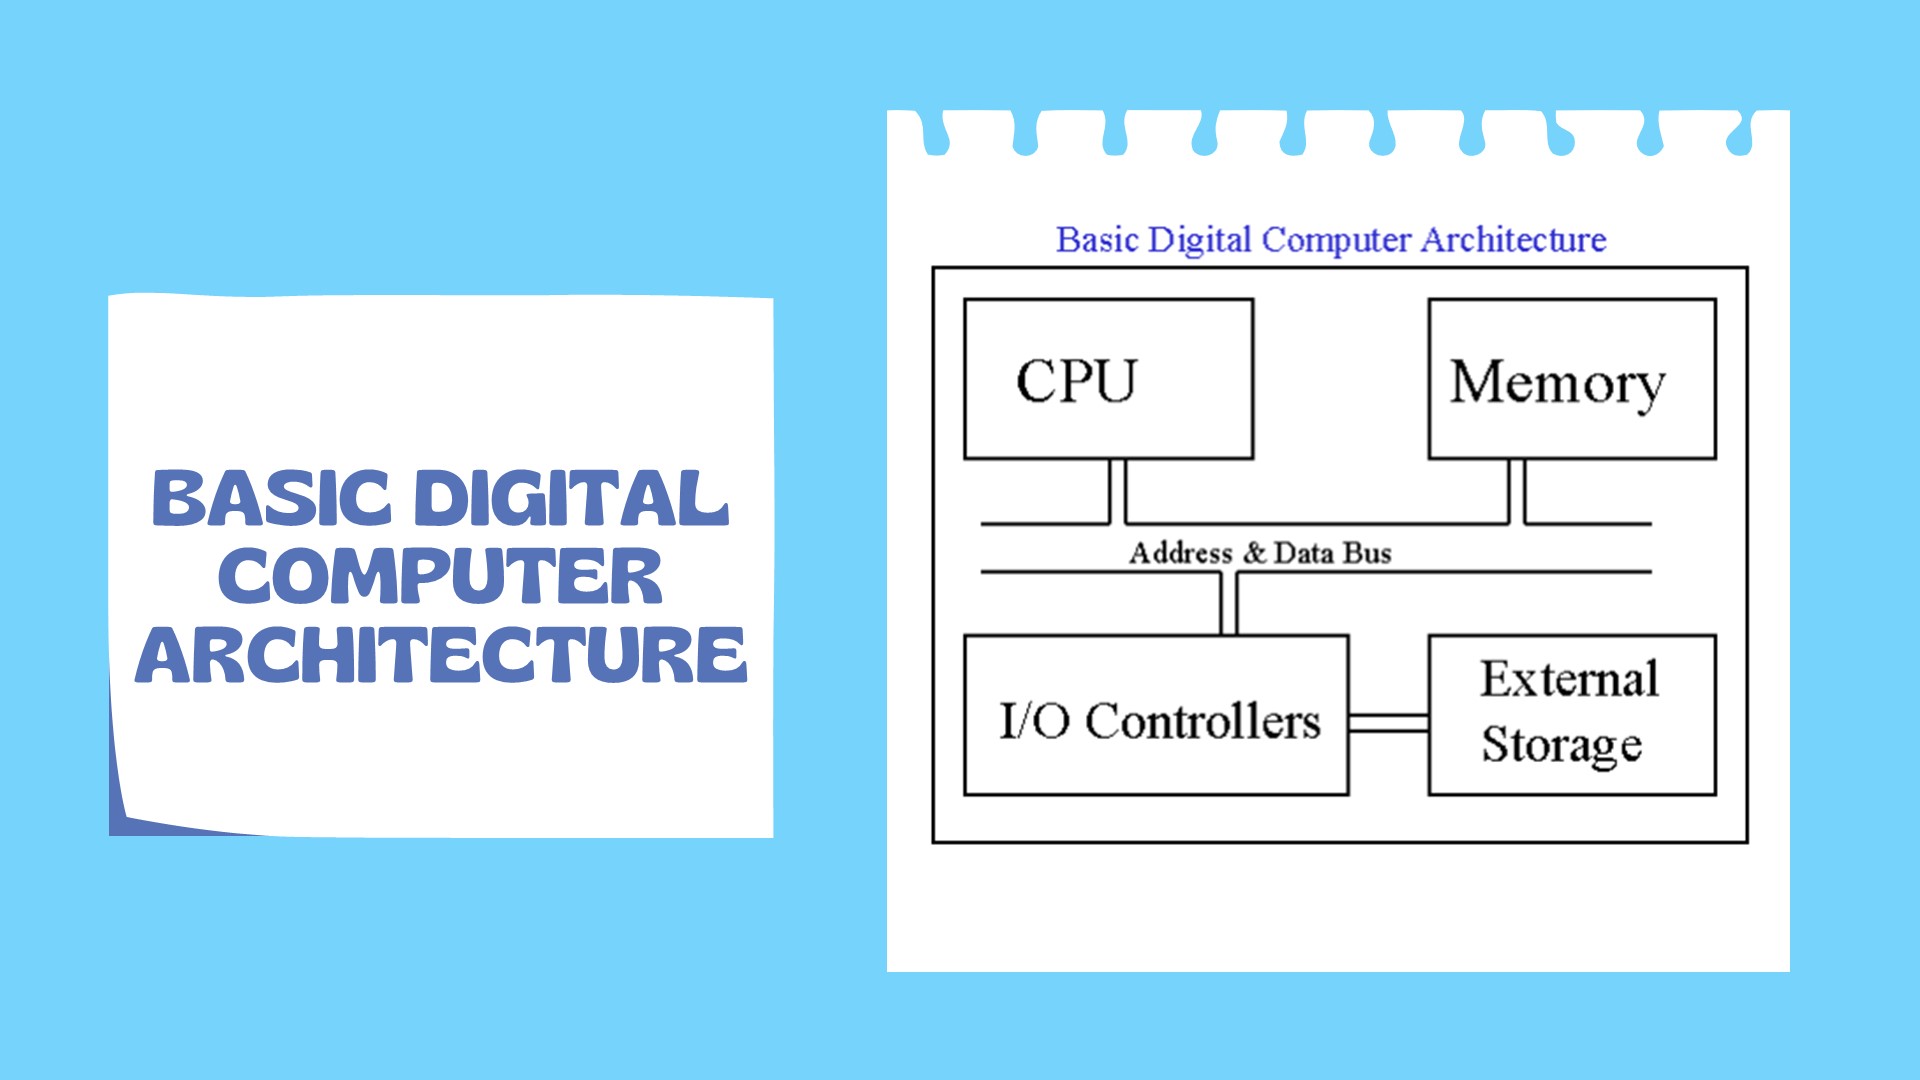 BASIC DIGITAL
COMPUTER
ARCHITECTURE
Basic Digital Computer Architecture
CPU
Memory
Address & Data Bus
I/O Controllers
External
Storage